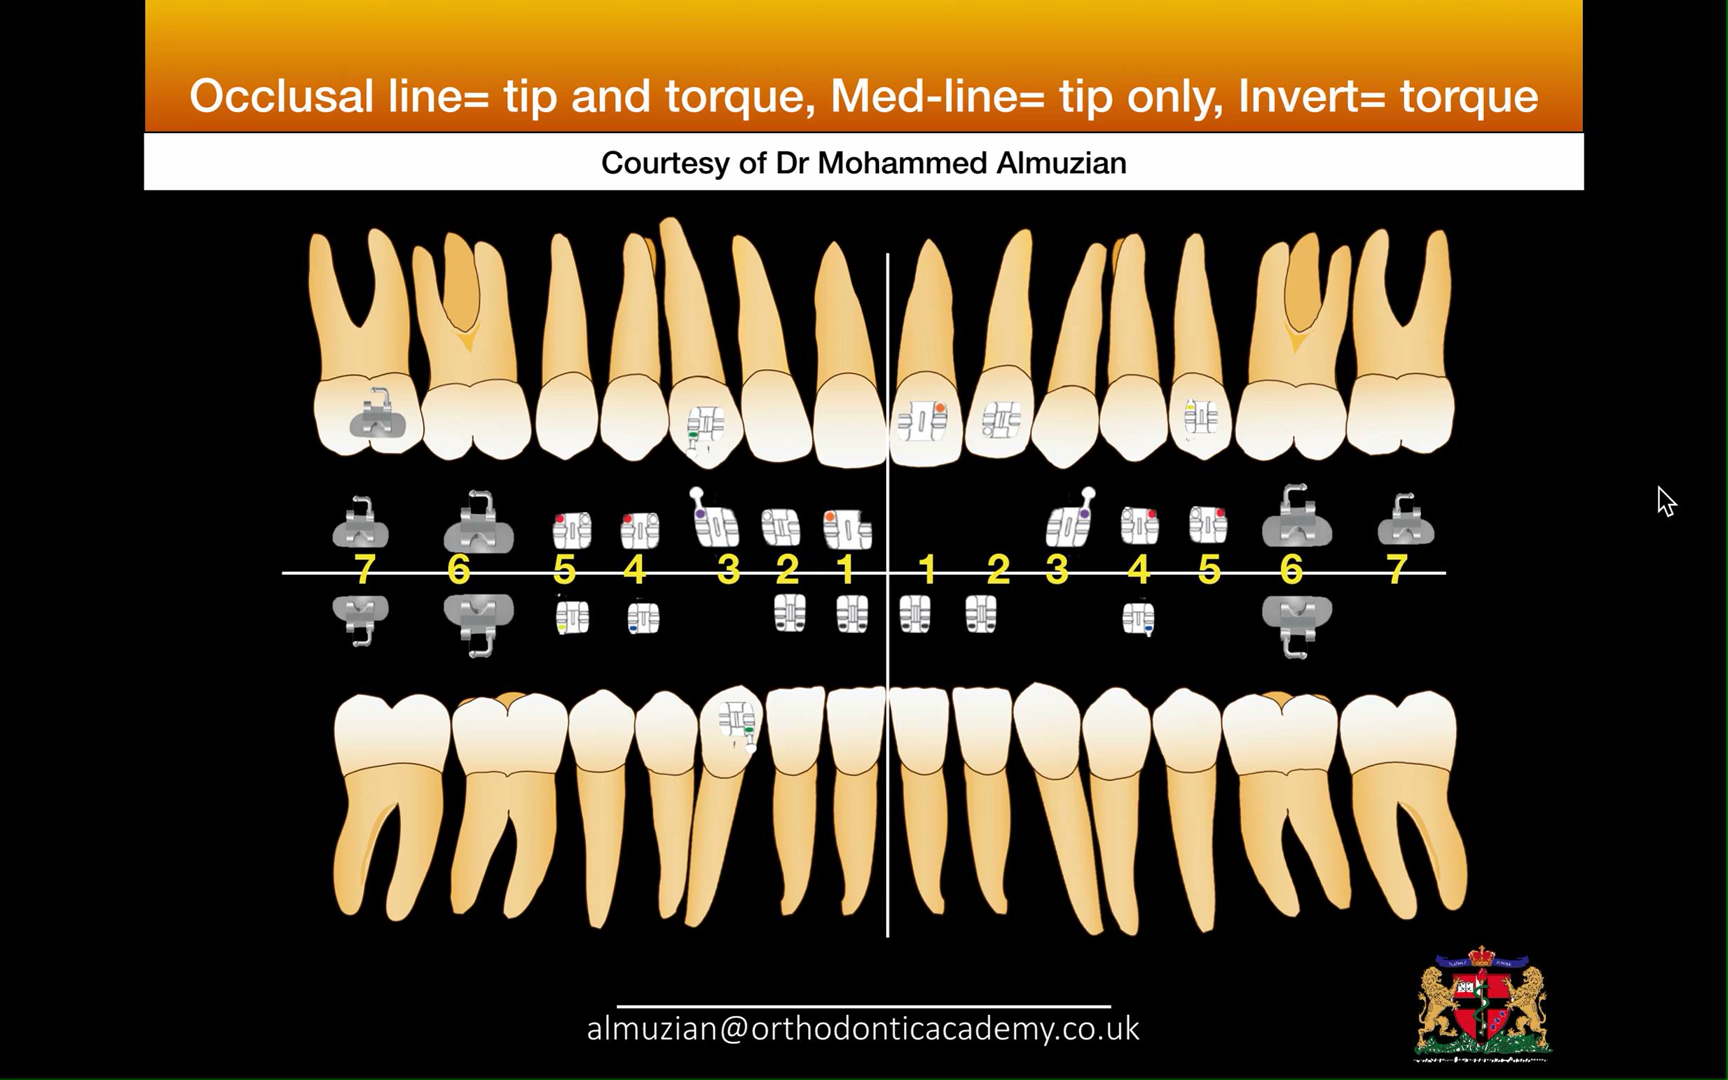 Occlusal line= tip and torque, Med-line= tip only, Invert= torque
Courtesy of Dr Mohammed Almuzian
7 6 5 4 3 2 1 1 2 3 4 5 6 7
almuzian@orthodonticacademy.co.uk